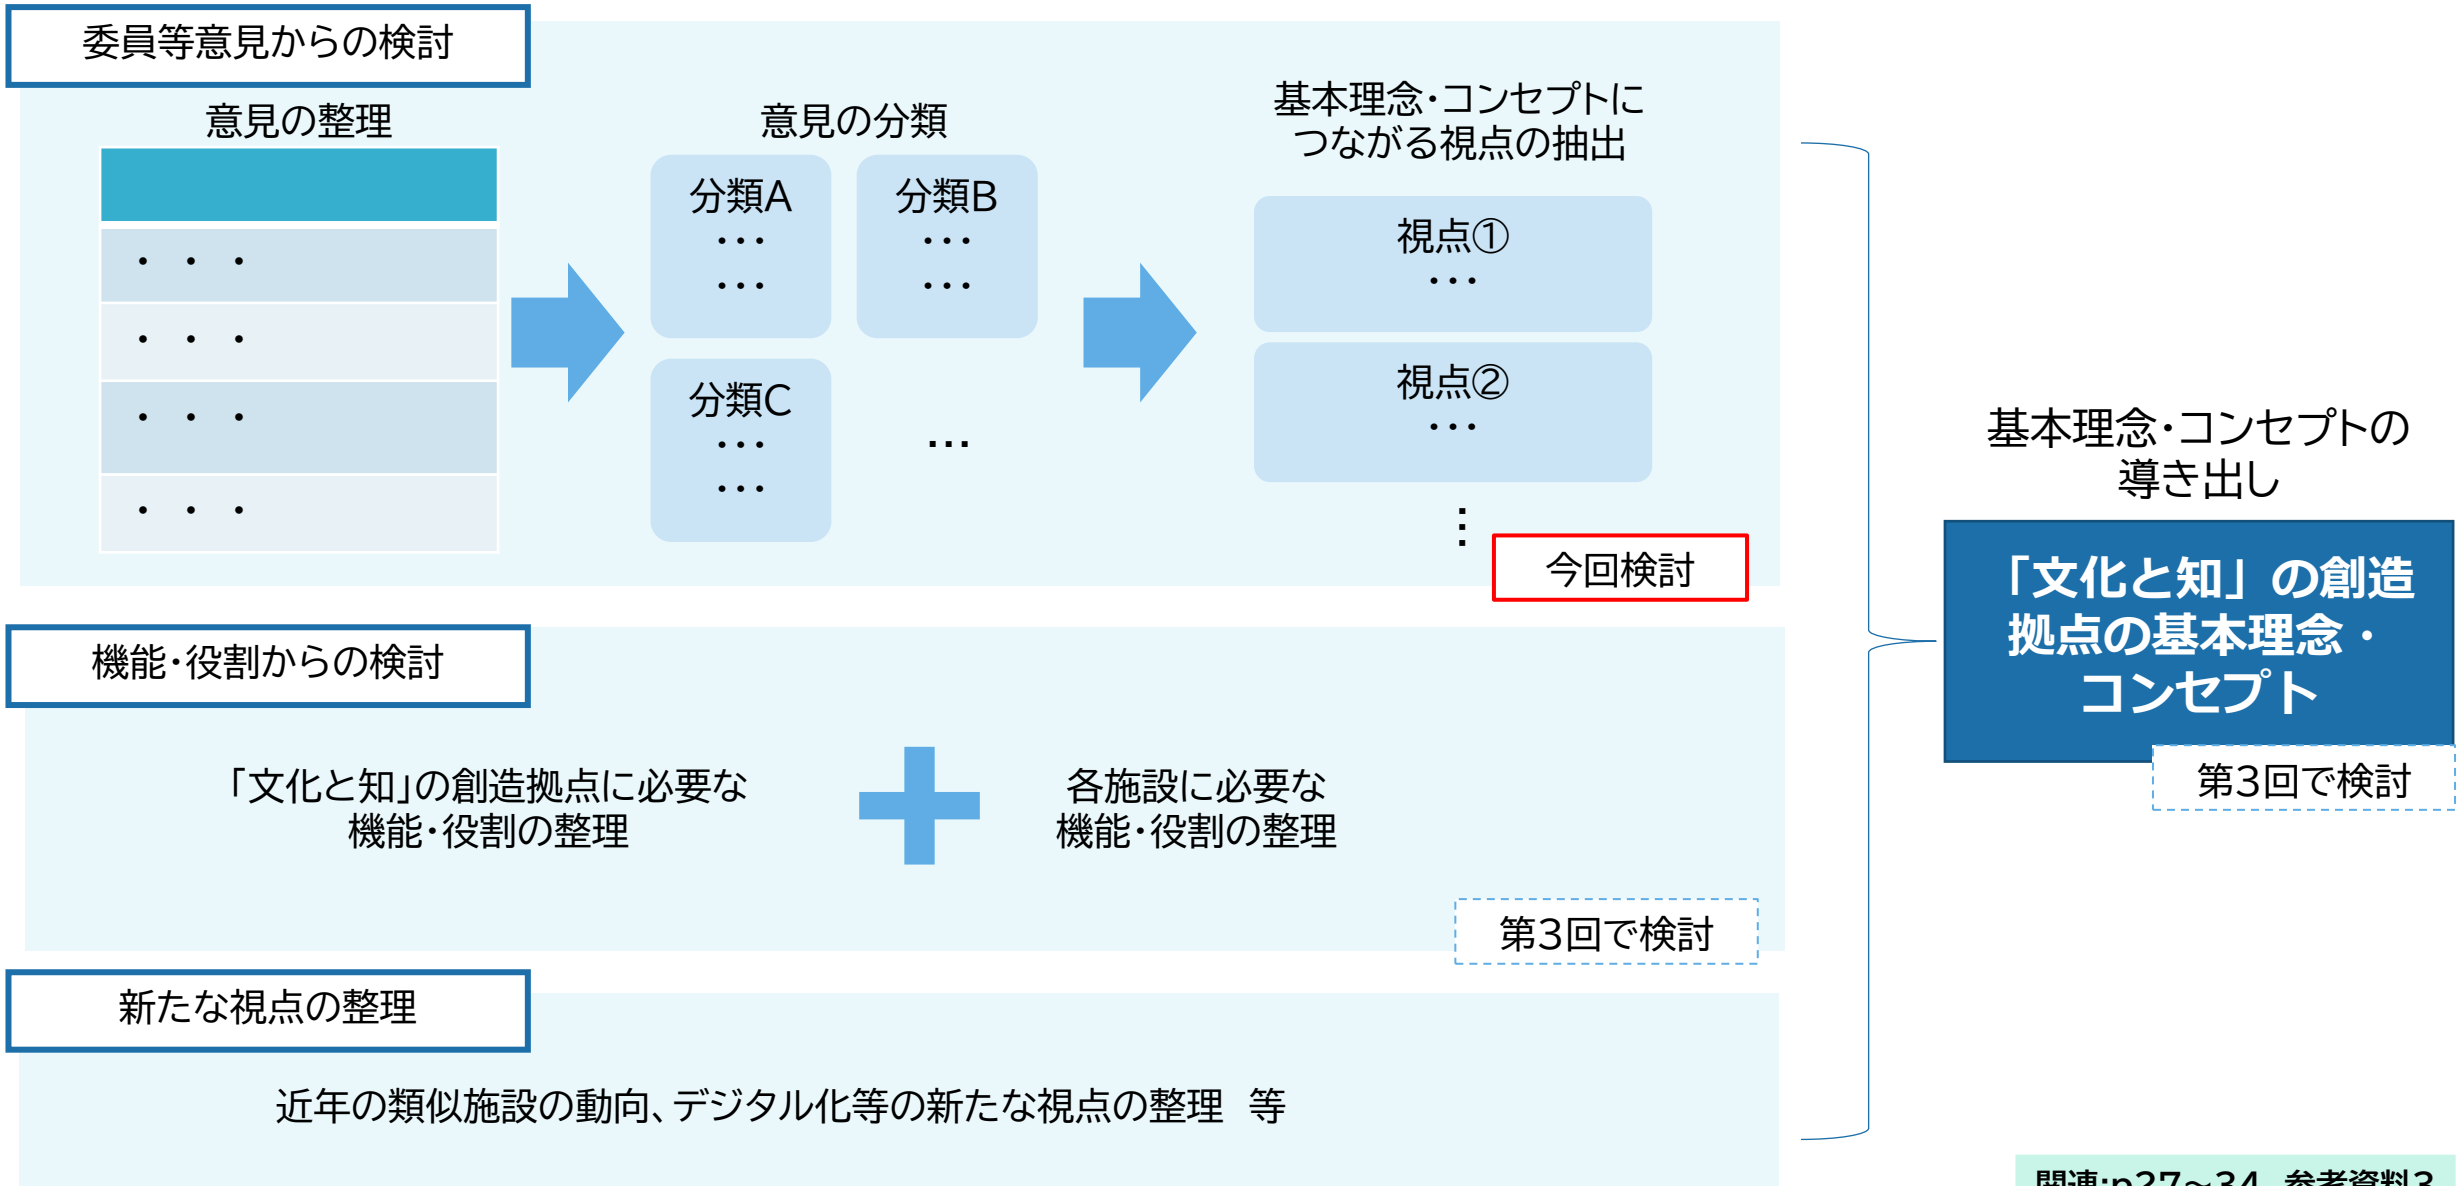 委員等意見からの検討
意見の整理
・ ・ ・
・ ・ ・
・ ・ ・
・ ・ ・
意見の分類
分類A
・・・
・・・
分類B
・・・
・・・
分類C
・・・
・・・
…
基本理念・コンセプトに
つながる視点の抽出
視点①
・・・
視点②
・・・
…
今回検討
機能・役割からの検討
「文化と知」の創造拠点に必要な
機能・役割の整理
各施設に必要な
機能・役割の整理
第3回で検討
新たな視点の整理
近年の類似施設の動向、デジタル化等の新たな視点の整理　等
基本理念・コンセプトの
導き出し
「文化と知」の創造
拠点の基本理念・
コンセプト
第3回で検討
関連:p27～34　参考資料3